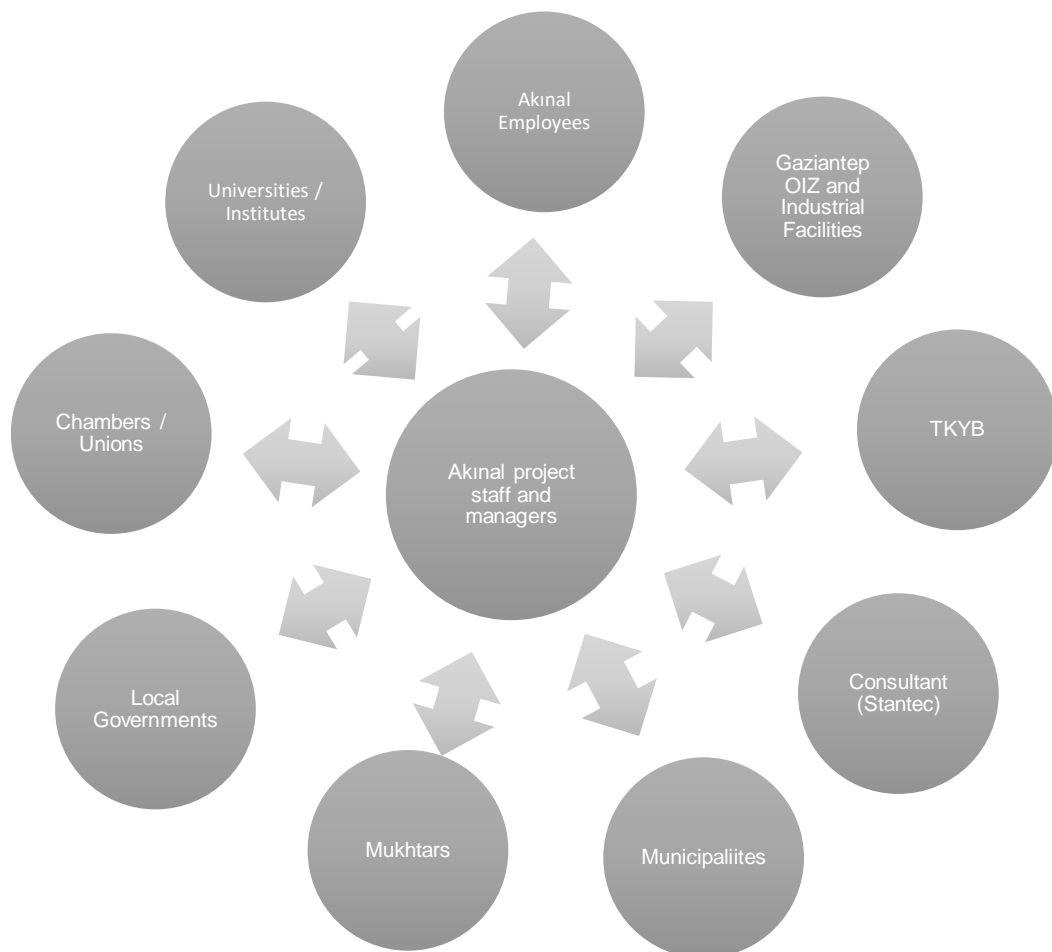 Akınal
Employees
Gaziantep
OIZ and
Industrial
Facilities
Universities /
Institutes
Chambers /
Unions
TKYB
Akınal project
staff and
managers
Local
Governments
Consultant
(Stantec)
Mukhtars
Municipaliites